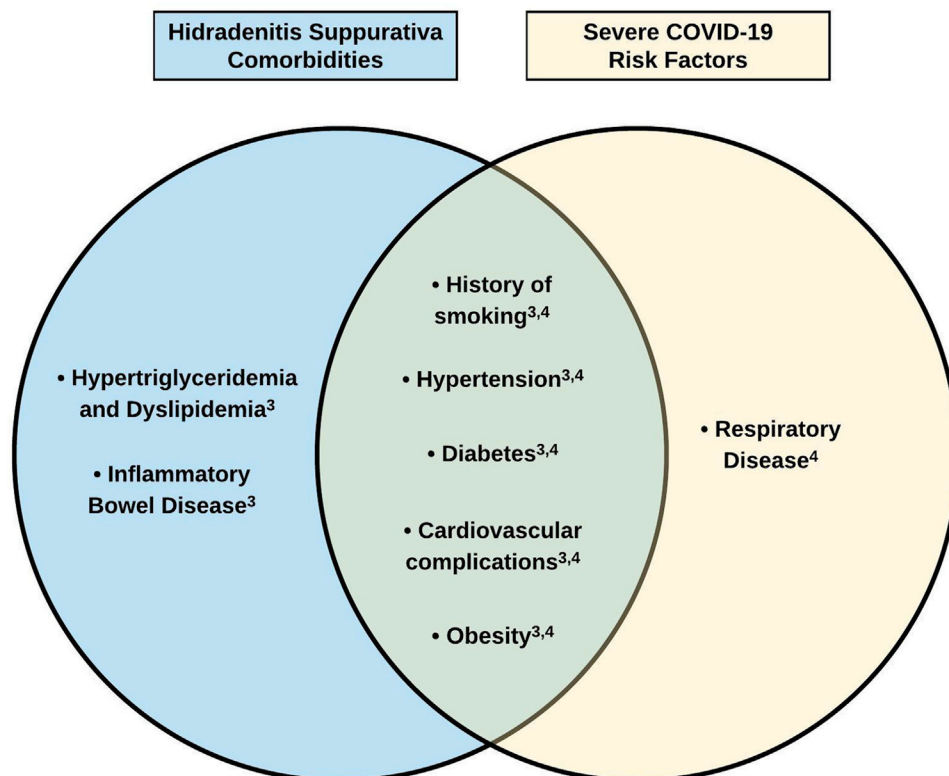 Hidradenitis Suppurativa
Comorbidities
Severe COVID-19
Risk Factors
• Hypertriglyceridemia
and Dyslipidemia³
• Inflammatory
Bowel Disease³
• History of
smoking³,⁴
• Hypertension³,⁴
• Diabetes³,⁴
• Cardiovascular
complications³,⁴
• Obesity³,⁴
• Respiratory
Disease⁴